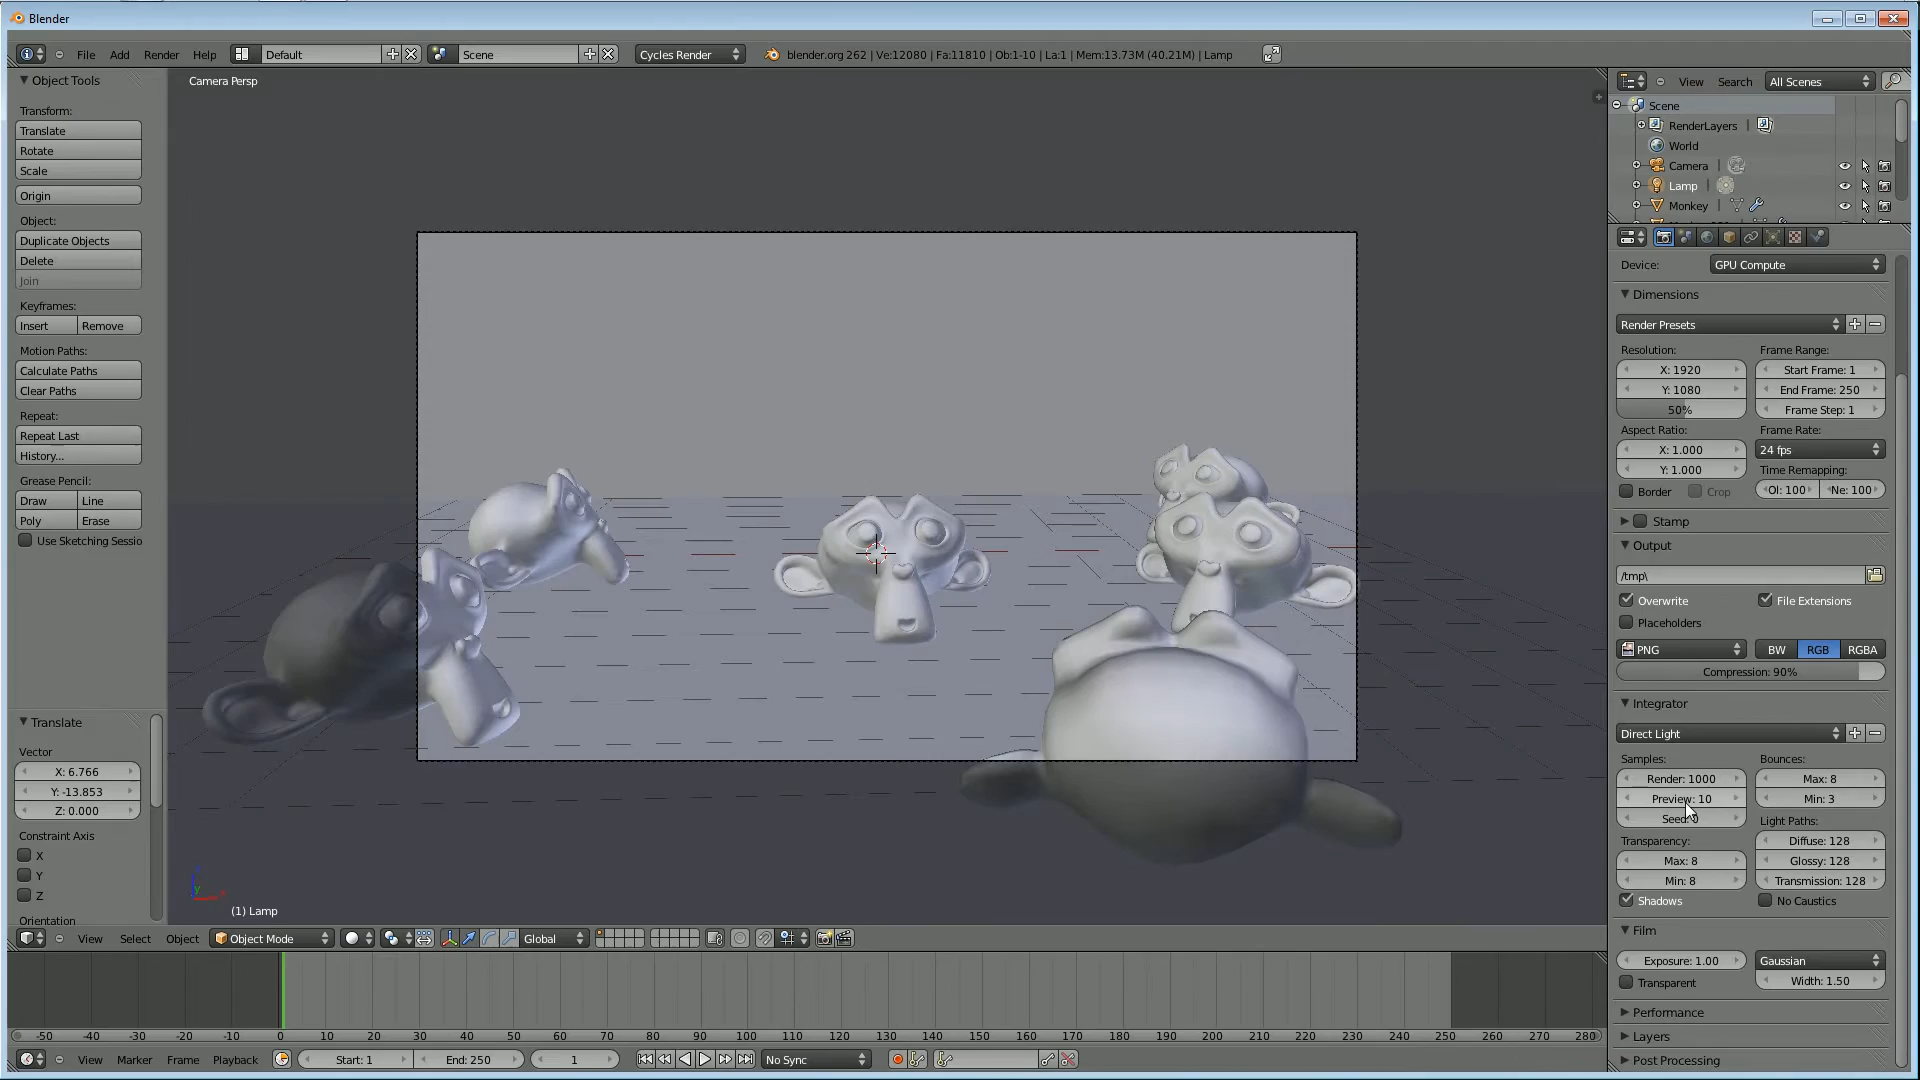 Blender
File Add Render Help Default Scene Cycles Render blender.org 262 | Ve:12080 | Fa:11810 | Ob:1-10 | La:1 | Mem:13.73M (40.21M) | Lamp
Object Tools
Transform:
Translate
Rotate
Scale
Origin
Object:
Duplicate Objects
Delete
Join
Keyframes:
Insert Remove
Motion Paths:
Calculate Paths
Clear Paths
Repeat:
Repeat Last
History...
Grease Pencil:
Draw Line
Poly Erase
Use Sketching Sessio
Translate
Vector
X: 6.766
Y: -13.853
Z: 0.000
Constraint Axis
X
Y
Z
Orientation
Camera Persp
(1) Lamp
View Select Object Object Mode Global
View Search All Scenes
Scene
RenderLayers
World
Camera
Lamp
Monkey
Device: GPU Compute
Dimensions
Render Presets
Resolution: Frame Range:
X: 1920 Start Frame: 1
Y: 1080 End Frame: 250
50% Frame Step: 1
Aspect Ratio: Frame Rate:
X: 1.000 24 fps
Y: 1.000 Time Remapping:
Border Crop Ol: 100 Ne: 100
Stamp
Output
/tmp\
Overwrite File Extensions
Placeholders
PNG BW RGB RGBA
Compression: 90%
Integrator
Direct Light
Samples: Bounces:
Render: 1000 Max: 8
Preview: 10 Min: 3
Seed: 0 Light Paths:
Transparency: Diffuse: 128
Max: 8 Glossy: 128
Min: 8 Transmission: 128
Shadows No Caustics
Film
Exposure: 1.00 Gaussian
Transparent Width: 1.50
Performance
Layers
Post Processing
-50 -40 -30 -20 -10 0 10 20 30 40 50 60 70 80 90 100 110 120 130 140 150 160 170 180 190 200 210 220 230 240 250 260 270 280
View Marker Frame Playback Start: 1 End: 250 1 No Sync